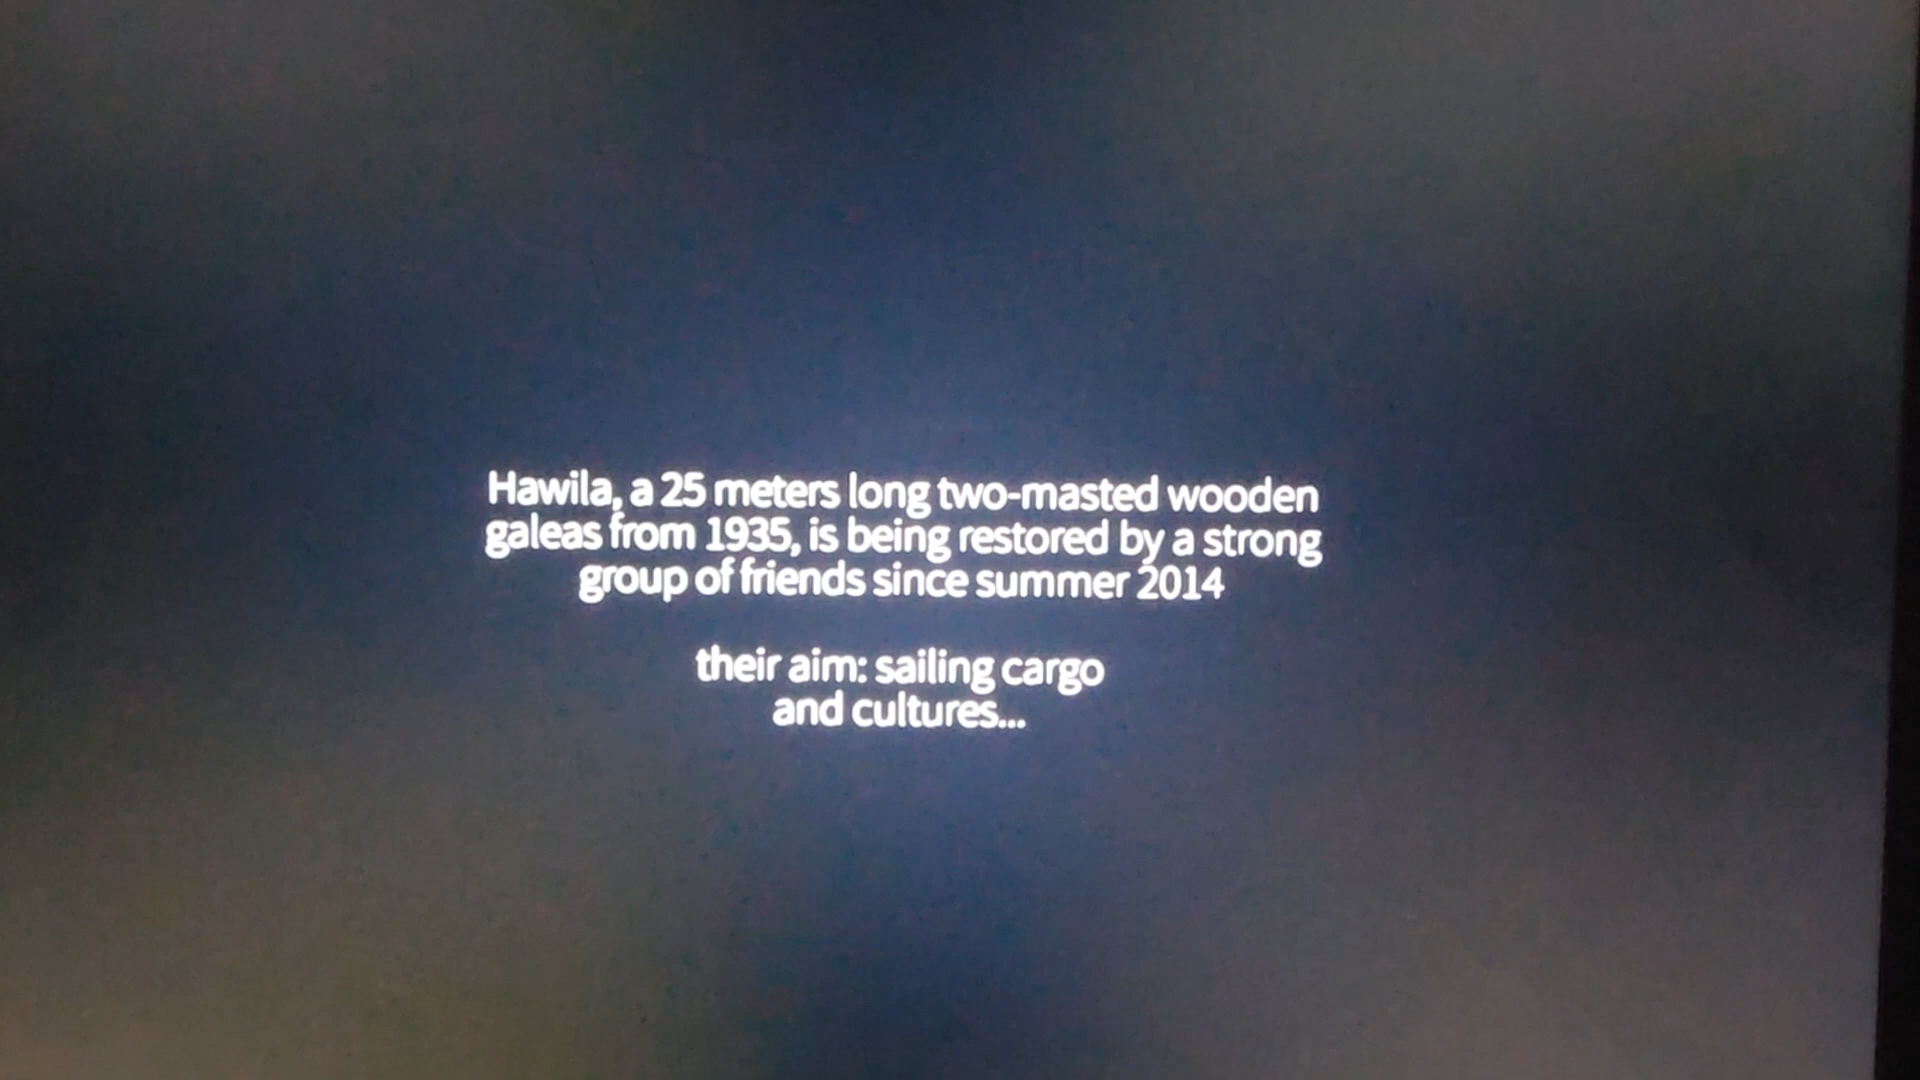 Hawila, a 25 meters long two-masted wooden
galeas from 1935, is being restored by a strong
group of friends since summer 2014
their aim: sailing cargo
and cultures...